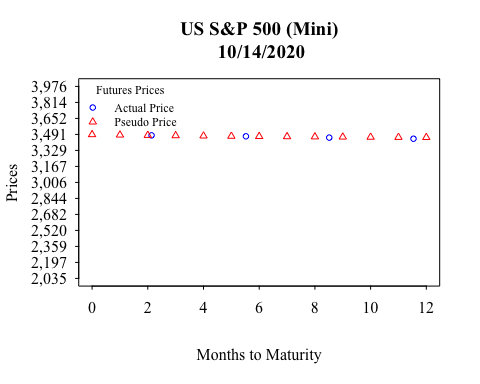 US S&P 500 (Mini)
10/14/2020
Futures Prices
Actual Price
Pseudo Price
Prices
3,976
3,814
3,652
3,491
3,329
3,167
3,006
2,844
2,682
2,520
2,359
2,197
2,035
0 2 4 6 8 10 12
Months to Maturity